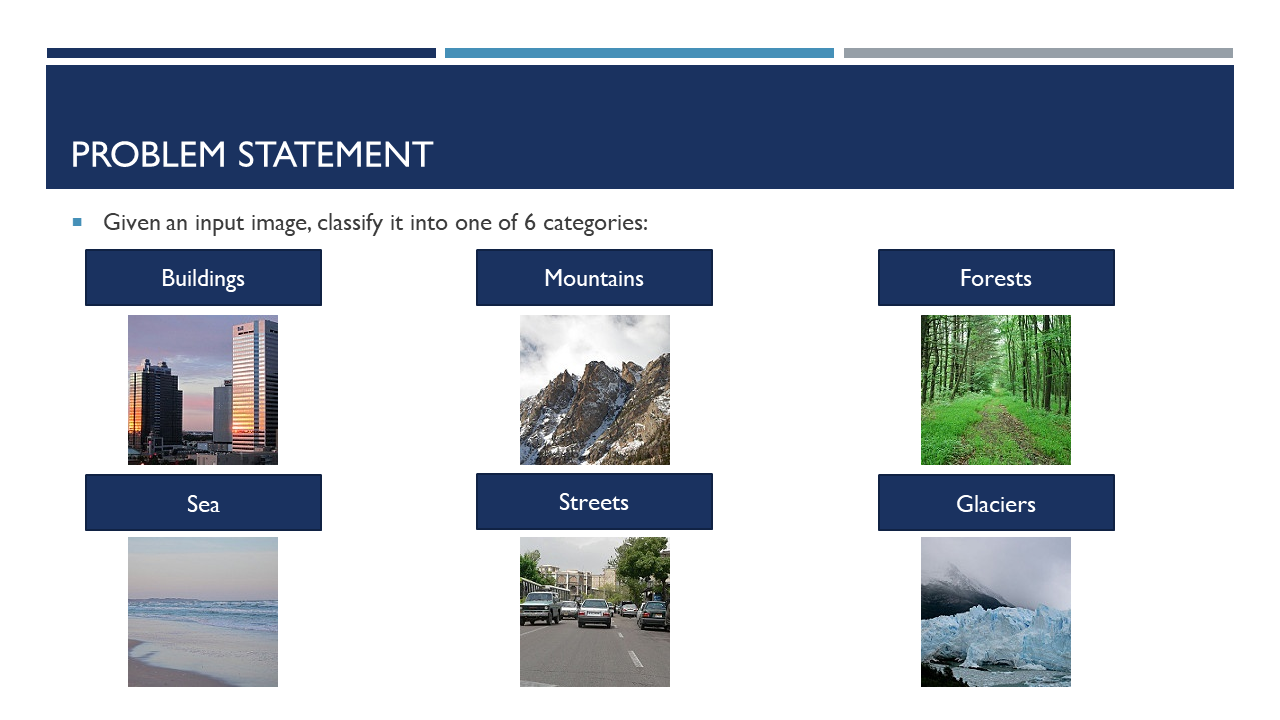 PROBLEM STATEMENT
Given an input image, classify it into one of 6 categories:
Buildings
Mountains
Forests
Sea
Streets
Glaciers